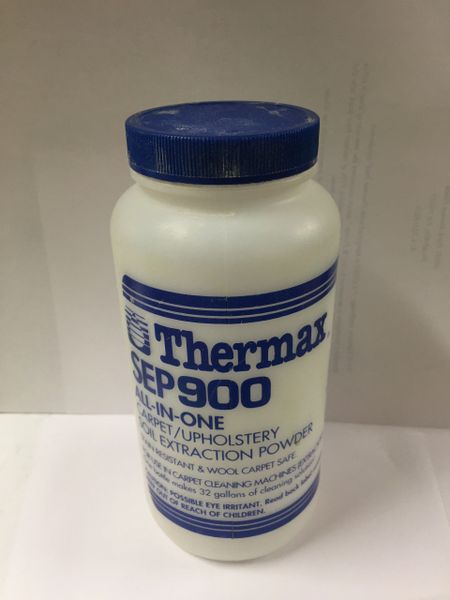 Thermax
SEP900
ALL-IN-ONE
CARPET/UPHOLSTERY
SOIL EXTRACTION POWDER
RESISTANT & WOOL CARPET SAFE.
USE IN CARPET CLEANING MACHINES
bottle makes 32 gallons of cleaning
POSSIBLE EYE IRRITANT. Read back
OUT OF REACH OF CHILDREN.